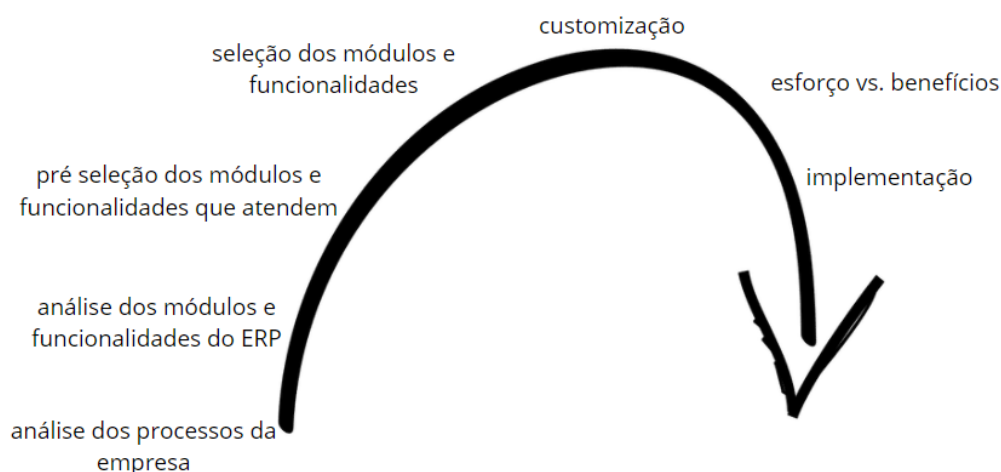 customização
seleção dos módulos e
funcionalidades
esforço vs. benefícios
pré seleção dos módulos e
funcionalidades que atendem
implementação
análise dos módulos e
funcionalidades do ERP
análise dos processos da
empresa